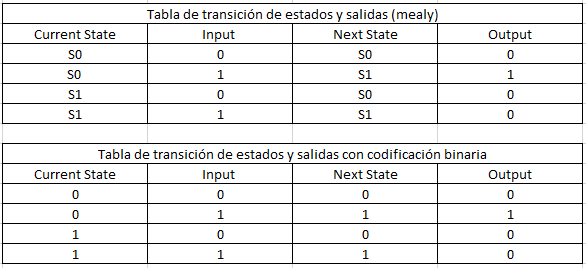 Tabla de transición de estados y salidas (mealy)
Current State Input Next State Output
S0 0 S0 0
S0 1 S1 1
S1 0 S0 0
S1 1 S1 0
Tabla de transición de estados y salidas con codificación binaria
Current State Input Next State Output
0 0 0 0
0 1 1 1
1 0 0 0
1 1 1 0